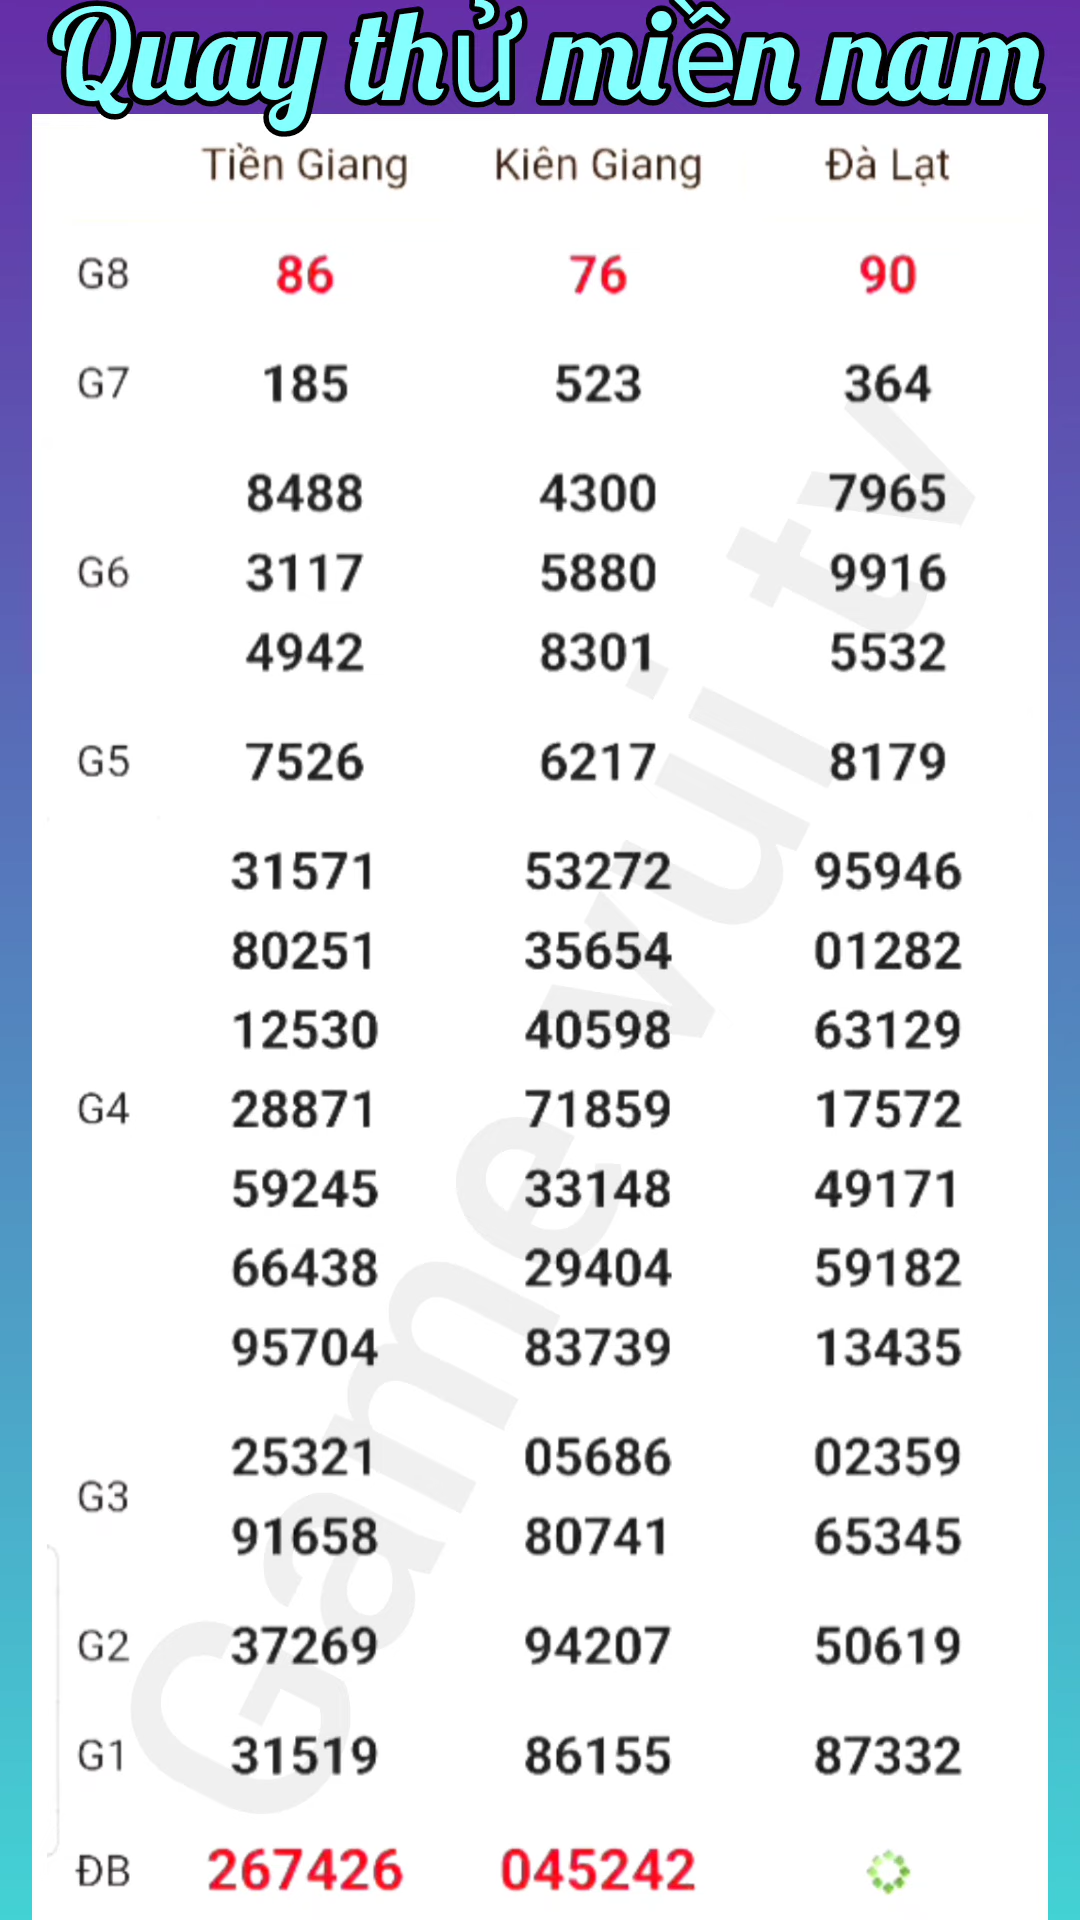 Quay thử miền nam
Tiền Giang Kiên Giang Đà Lạt
G8 86 76 90
G7 185 523 364
8488 4300 7965
G6 3117 5880 9916
4942 8301 5532
G5 7526 6217 8179
31571 53272 95946
80251 35654 01282
12530 40598 63129
G4 28871 71859 17572
59245 33148 49171
66438 29404 59182
95704 83739 13435
25321 05686 02359
G3
91658 80741 65345
G2 37269 94207 50619
G1 31519 86155 87332
ĐB 267426 045242
Game vui tv